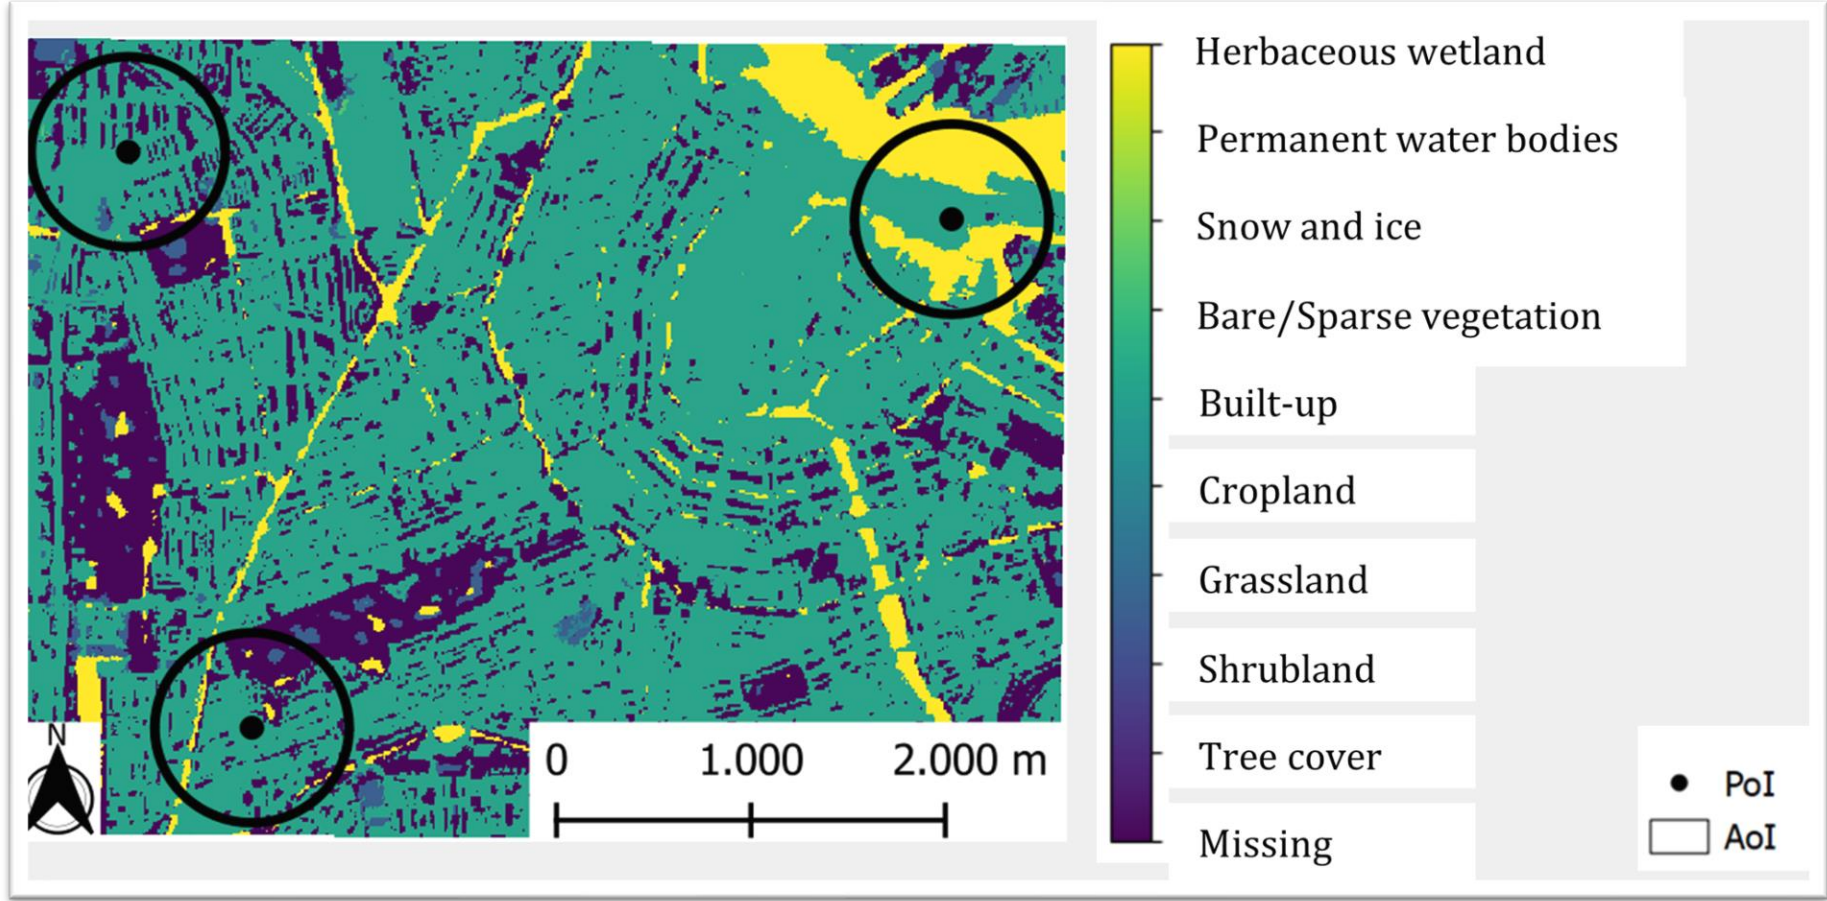 Herbaceous wetland
Permanent water bodies
Snow and ice
Bare/Sparse vegetation
Built-up
Cropland
Grassland
Shrubland
Tree cover
Missing
N
0 1.000 2.000 m
PoI
AoI